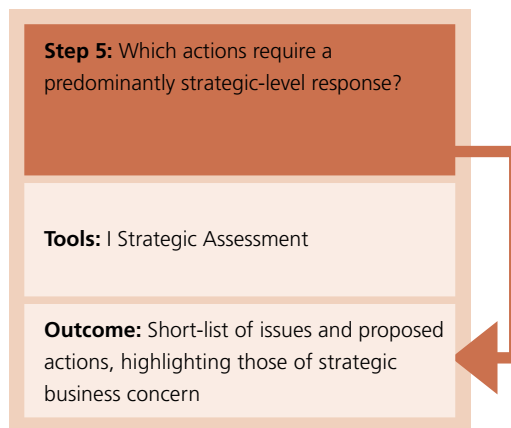 Step 5: Which actions require a
predominantly strategic-level response?
Tools: I Strategic Assessment
Outcome: Short-list of issues and proposed
actions, highlighting those of strategic
business concern